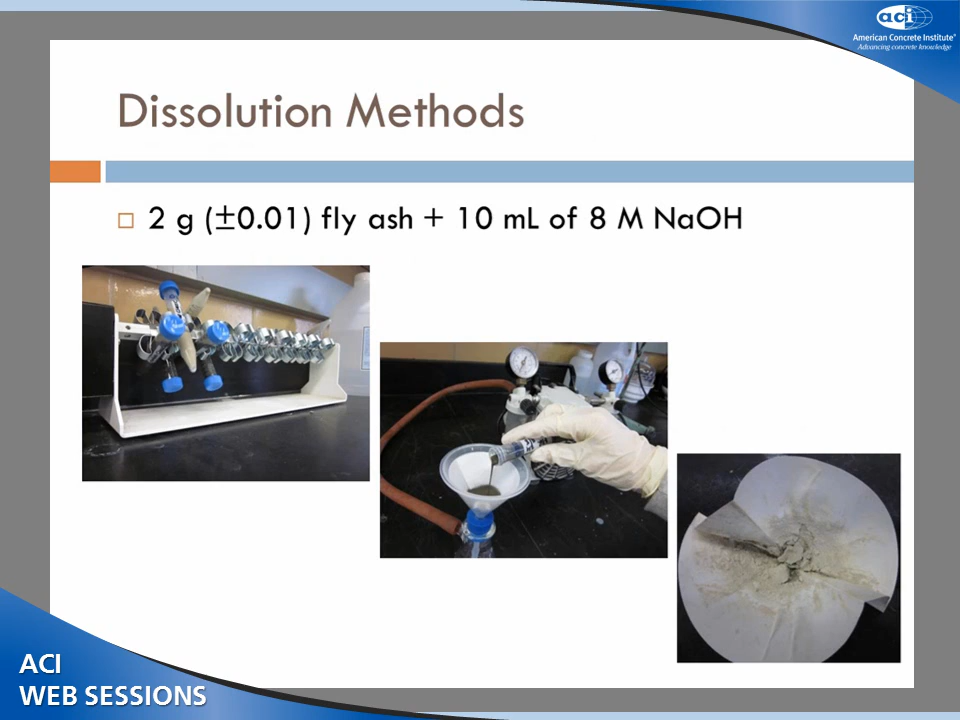 aci
American Concrete Institute®
Advancing concrete knowledge
Dissolution Methods
2 g (±0.01) fly ash + 10 mL of 8 M NaOH
ACI
WEB SESSIONS